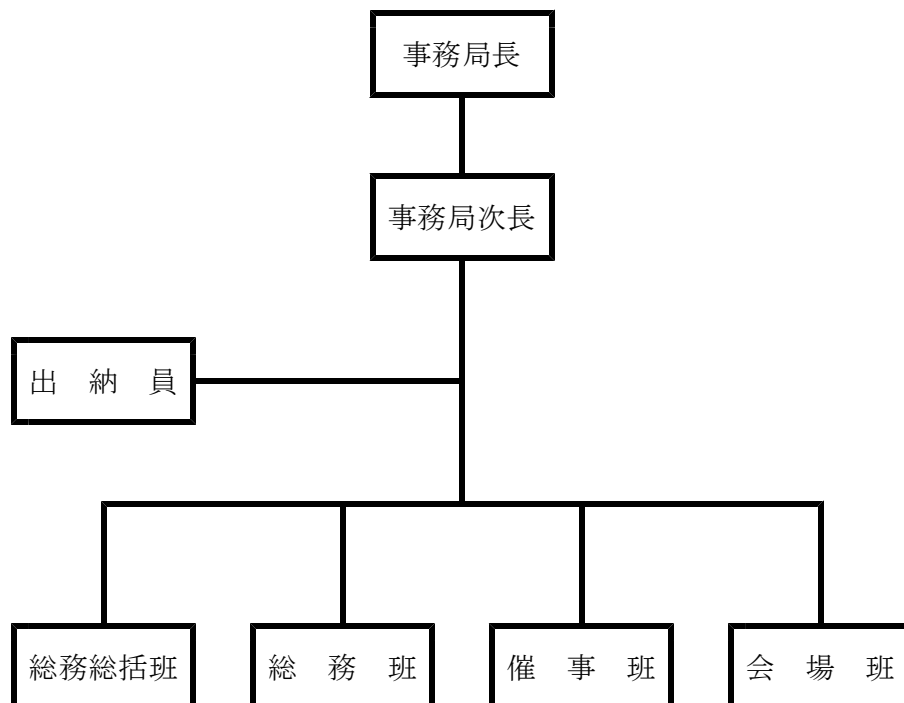 事務局長
事務局次長
出　納　員
総務総括班
総　務　班
催　事　班
会　場　班